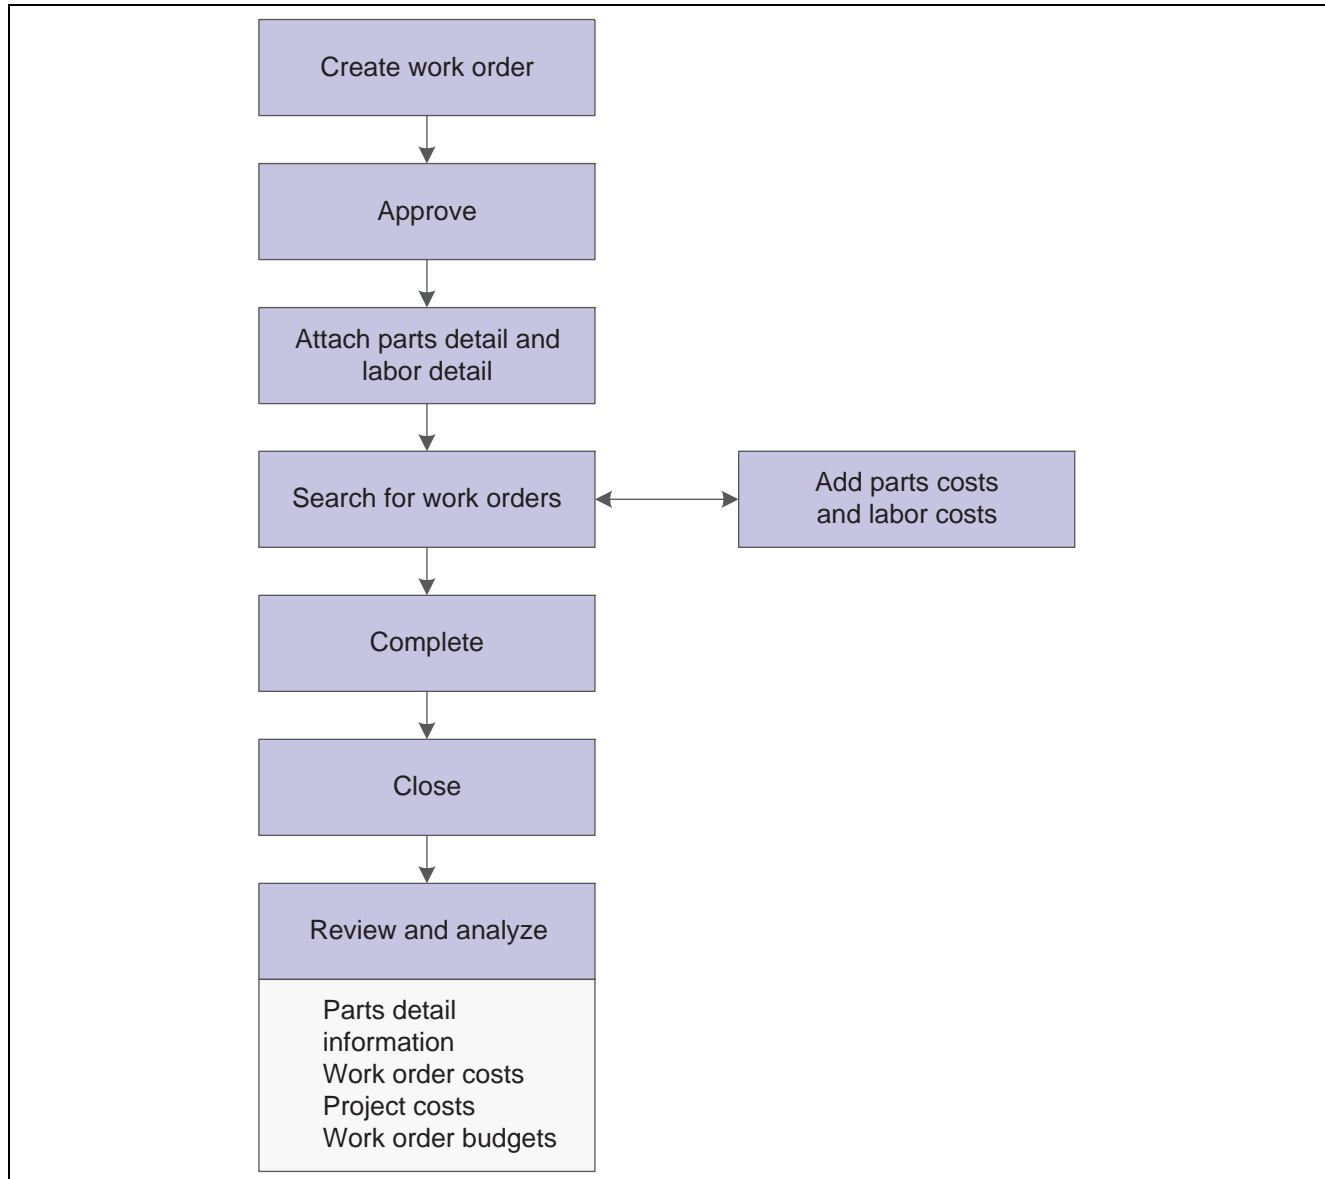 Create work order
Approve
Attach parts detail and
labor detail
Search for work orders
Add parts costs
and labor costs
Complete
Close
Review and analyze
Parts detail
information
Work order costs
Project costs
Work order budgets